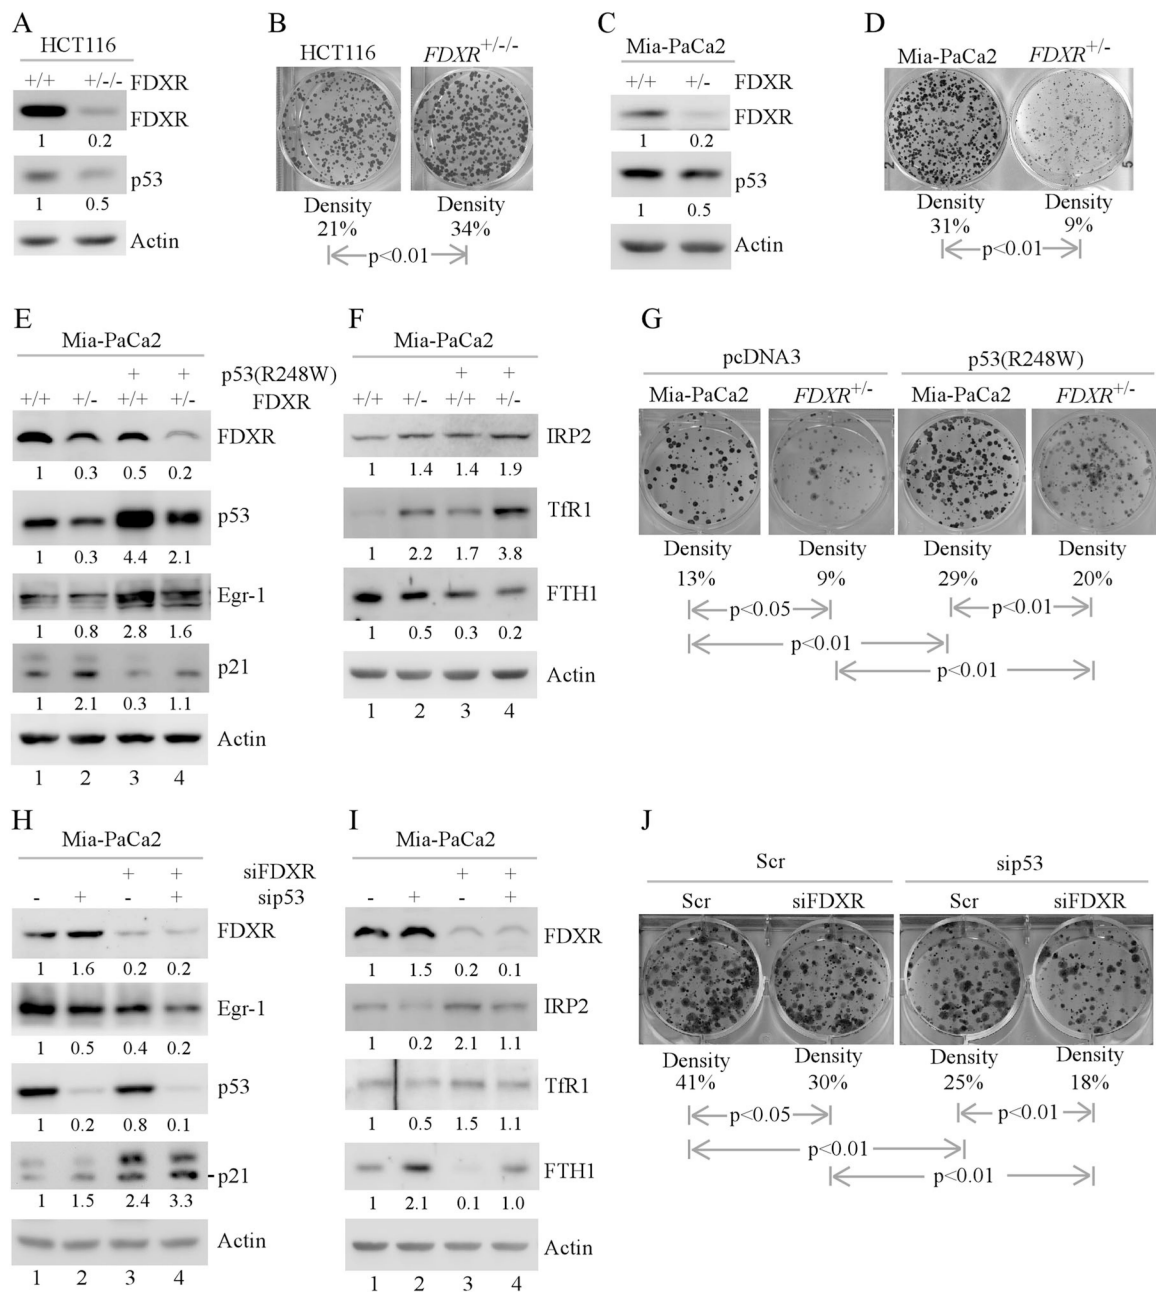 A
HCT116
+/+ +/-/- FDXR
FDXR
1 0.2
p53
1 0.5
Actin
B
HCT116 FDXR+/-/-
Density Density
21% 34%
p<0.01
C
Mia-PaCa2
+/+ +/- FDXR
FDXR
1 0.2
p53
1 0.5
Actin
D
Mia-PaCa2 FDXR+/-
2 5
Density Density
31% 9%
p<0.01
E
Mia-PaCa2
+ + p53(R248W)
+/+ +/- +/+ +/- FDXR
FDXR
1 0.3 0.5 0.2
p53
1 0.3 4.4 2.1
Egr-1
1 0.8 2.8 1.6
p21
1 2.1 0.3 1.1
Actin
1 2 3 4
F
Mia-PaCa2
+ +
+/+ +/- +/+ +/-
IRP2
1 1.4 1.4 1.9
TfR1
1 2.2 1.7 3.8
FTH1
1 0.5 0.3 0.2
Actin
1 2 3 4
G
pcDNA3 p53(R248W)
Mia-PaCa2 FDXR+/- Mia-PaCa2 FDXR+/-
Density Density Density Density
13% 9% 29% 20%
p<0.05 p<0.01
p<0.01
p<0.01
H
Mia-PaCa2
+ + siFDXR
- + - + sip53
FDXR
1 1.6 0.2 0.2
Egr-1
1 0.5 0.4 0.2
p53
1 0.2 0.8 0.1
-p21
1 1.5 2.4 3.3
Actin
1 2 3 4
I
Mia-PaCa2
+ +
- + - +
FDXR
1 1.5 0.2 0.1
IRP2
1 0.2 2.1 1.1
TfR1
1 0.5 1.5 1.1
FTH1
1 2.1 0.1 1.0
Actin
1 2 3 4
J
Scr sip53
Scr siFDXR Scr siFDXR
Density Density Density Density
41% 30% 25% 18%
p<0.05 p<0.01
p<0.01
p<0.01